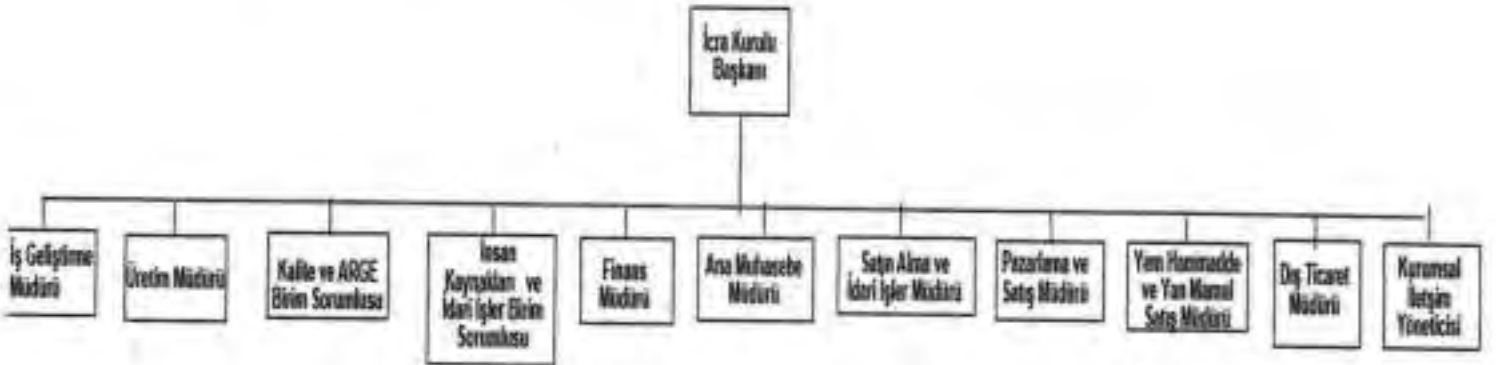 İcra Kurulu
Başkanı
İş Geliştirme
Müdürü
Üretim Müdürü
Kalite ve ARGE
Birim Sorumlusu
İnsan
Kaynakları ve
İdari İşler Birim
Sorumlusu
Finans
Müdürü
Ana Muhasebe
Müdürü
Satın Alma ve
İdari İşler Müdürü
Pazarlama ve
Satış Müdürü
Yem Hammadde
ve Yan Mamul
Satış Müdürü
Dış Ticaret
Müdürü
Kurumsal
İletişim
Yöneticisi